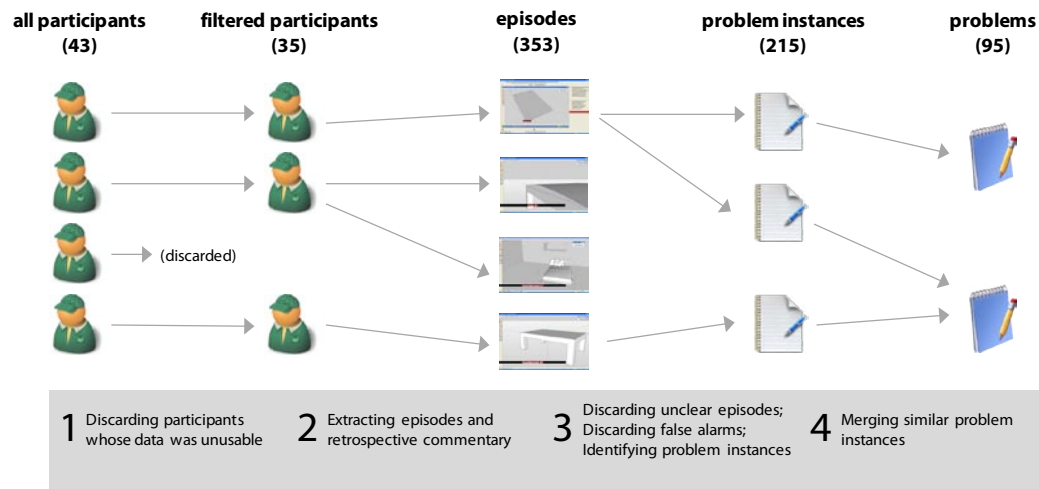 all participants
(43)
filtered participants
(35)
episodes
(353)
problem instances
(215)
problems
(95)
(discarded)
1 Discarding participants
whose data was unusable
2 Extracting episodes and
retrospective commentary
3 Discarding unclear episodes;
Discarding false alarms;
Identifying problem instances
4 Merging similar problem
instances